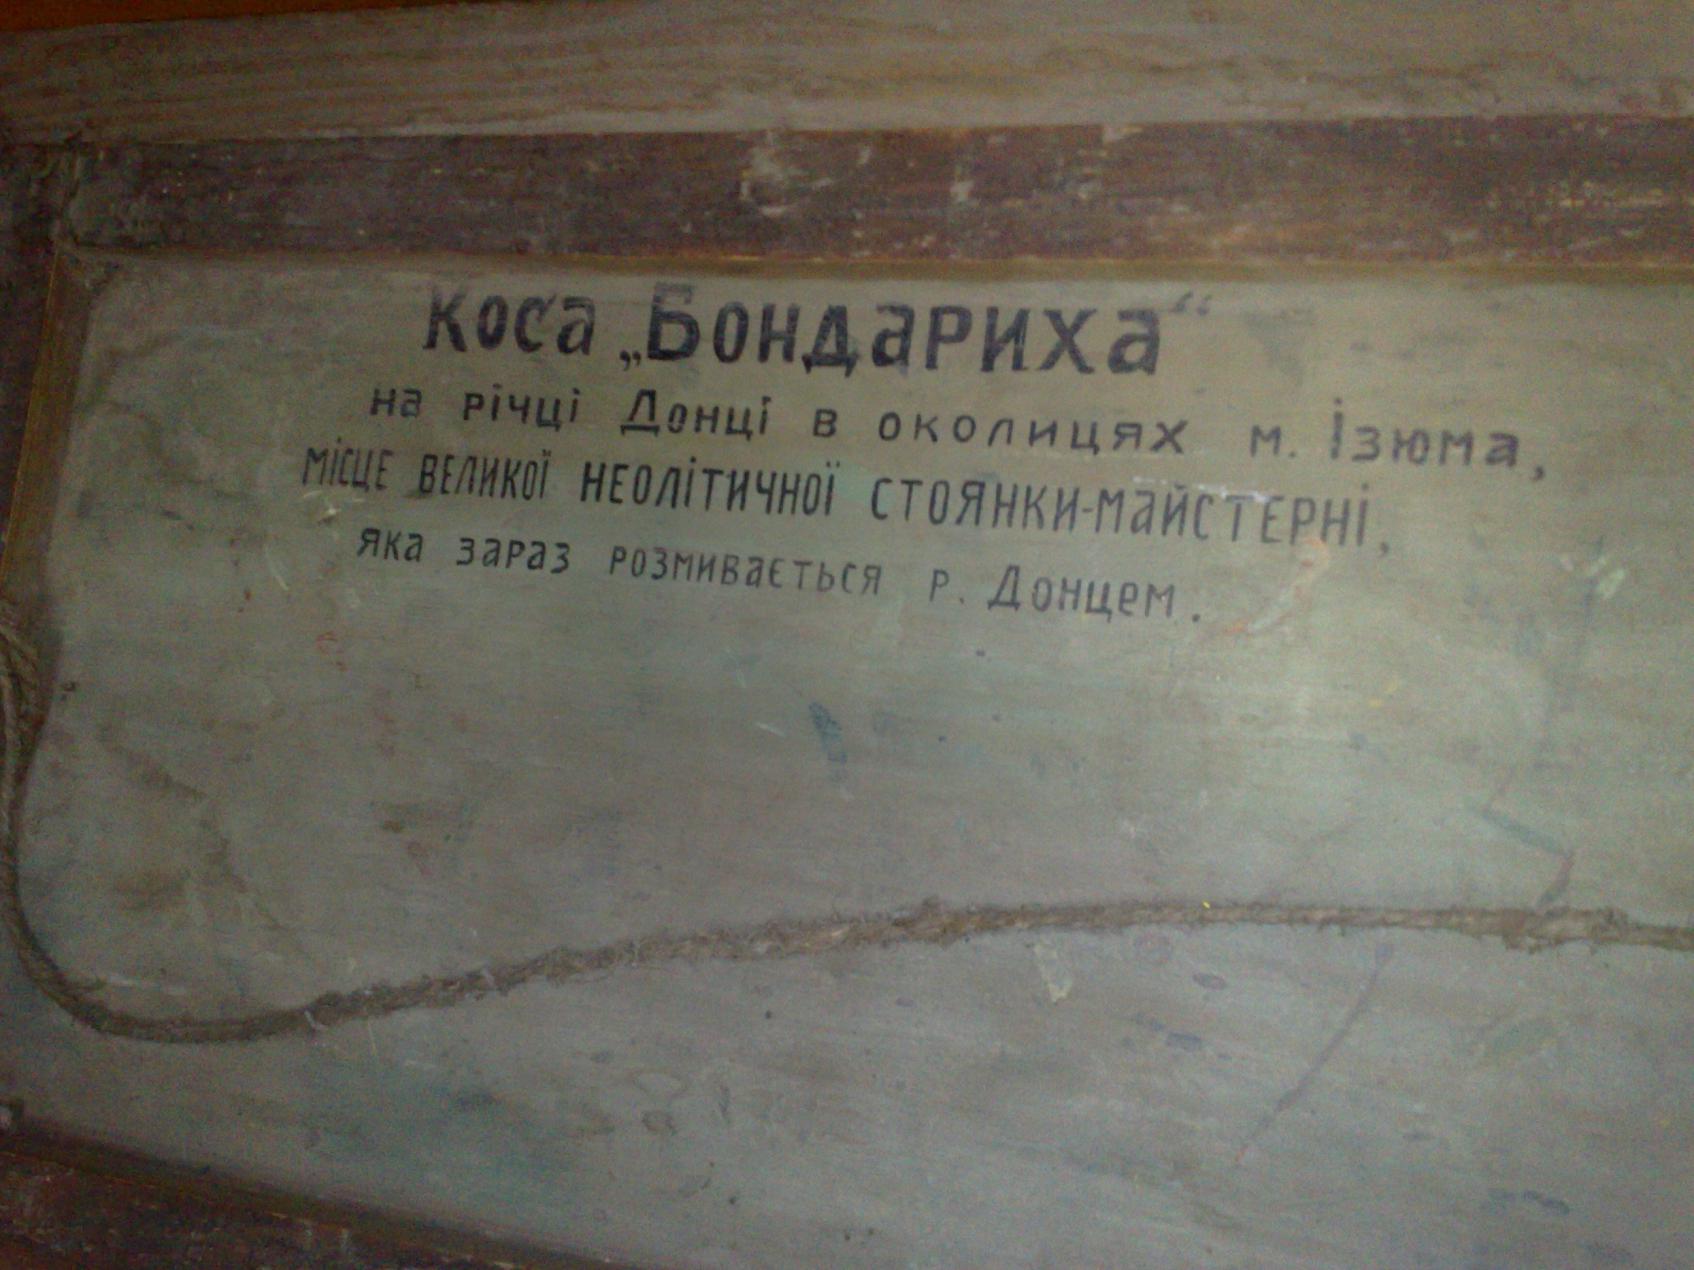 Коса „Бондариха“
на річці Донці в околицях м. Ізюма,
місце великої неолітичної стоянки-майстерні,
яка зараз розмивається р. Донцем.